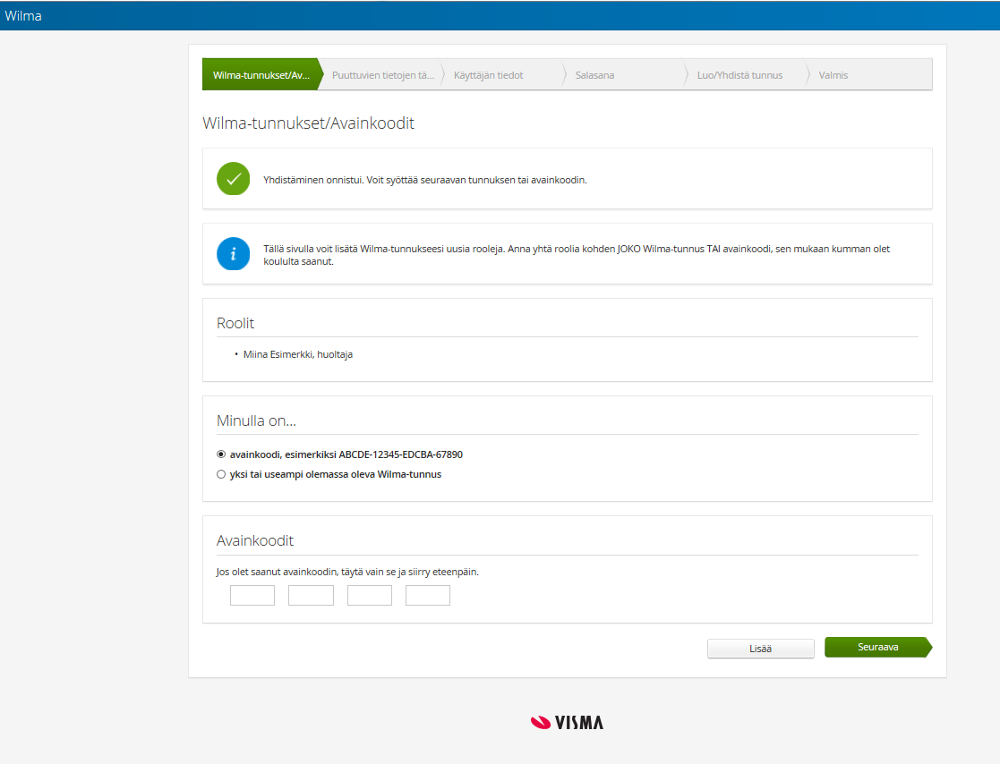 Wilma
Wilma-tunnukset/Av...
Puuttuvien tietojen tä...
Käyttäjän tiedot
Salasana
Luo/Yhdistä tunnus
Valmis
Wilma-tunnukset/Avainkoodit
Yhdistäminen onnistui. Voit syöttää seuraavan tunnuksen tai avainkoodin.
Tällä sivulla voit lisätä Wilma-tunnukseesi uusia rooleja. Anna yhtä roolia kohden JOKO Wilma-tunnus TAI avainkoodi, sen mukaan kumman olet
koululta saanut.
Roolit
• Miina Esimerkki, huoltaja
Minulla on...
avainkoodi, esimerkiksi ABCDE-12345-EDCBA-67890
yksi tai useampi olemassa oleva Wilma-tunnus
Avainkoodit
Jos olet saanut avainkoodin, täytä vain se ja siirry eteenpäin.
Lisää
Seuraava
VISMA